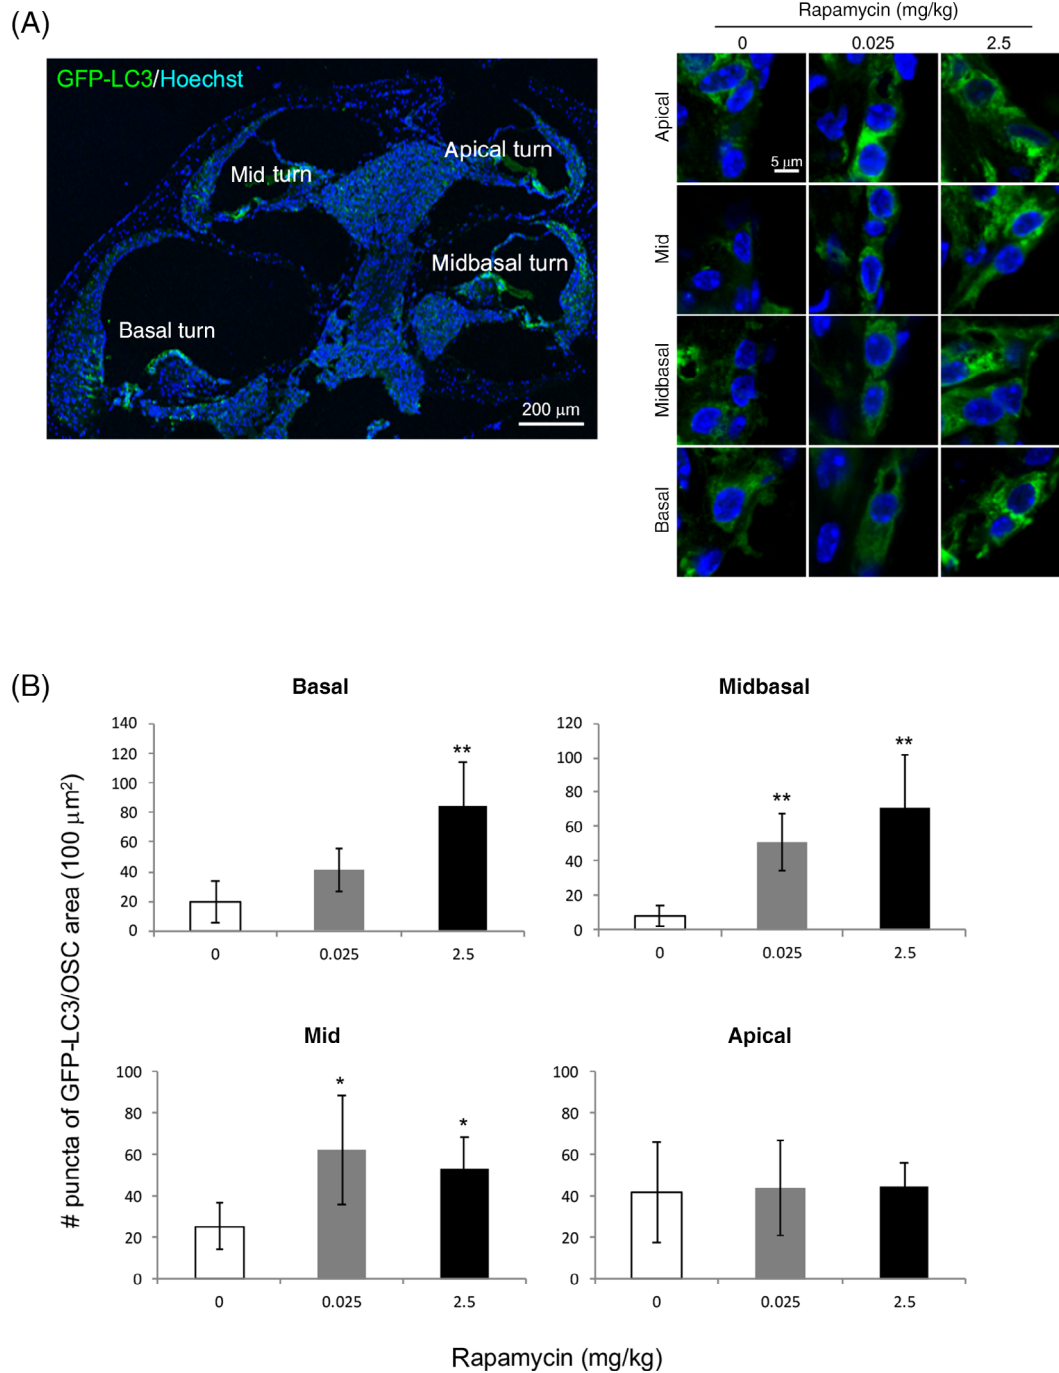 (A)
GFP-LC3/Hoechst
Mid turn
Apical turn
Midbasal turn
Basal turn
200 µm
Rapamycin (mg/kg)
0 0.025 2.5
Apical
5 µm
Mid
Midbasal
Basal
(B)
# puncta of GFP-LC3/OSC area (100 µm²)
Basal
140
120
100
80
60
40
20
0
**
0 0.025 2.5
Midbasal
120
100
80
60
40
20
0
** **
0 0.025 2.5
Mid
100
80
60
40
20
0
* *
0 0.025 2.5
Apical
100
80
60
40
20
0
0 0.025 2.5
Rapamycin (mg/kg)